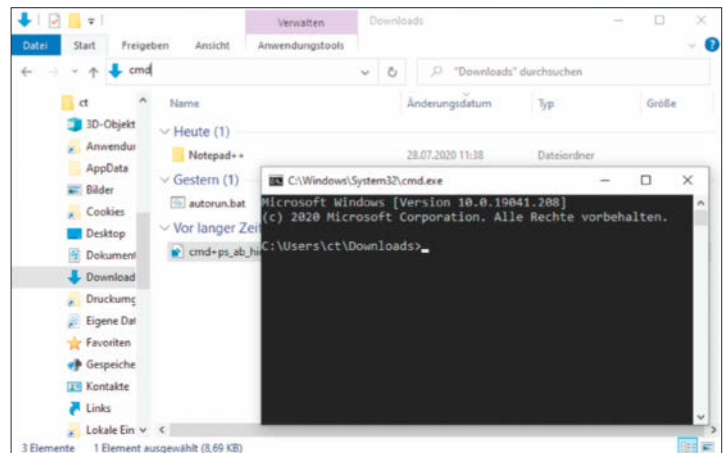 Verwalten
Downloads
Datei Start Freigeben Ansicht Anwendungstools
cmd
"Downloads" durchsuchen
Name Änderungsdatum Typ Größe
ct
3D-Objekt
Anwendu
AppData
Bilder
Cookies
Desktop
Dokument
Download
Druckumg
Eigene Dat
Favoriten
Gespeiche
Kontakte
Links
Lokale Ein
Heute (1)
Notepad++ 28.07.2020 11:38 Dateiordner
Gestern (1)
autorun.bat
Vor langer Zeit
cmd+ps_ab_hi
C:\Windows\System32\cmd.exe
Microsoft Windows [Version 10.0.19041.208]
(c) 2020 Microsoft Corporation. Alle Rechte vorbehalten.
C:\Users\ct\Downloads>_
3 Elemente 1 Element ausgewählt (8,69 KB)